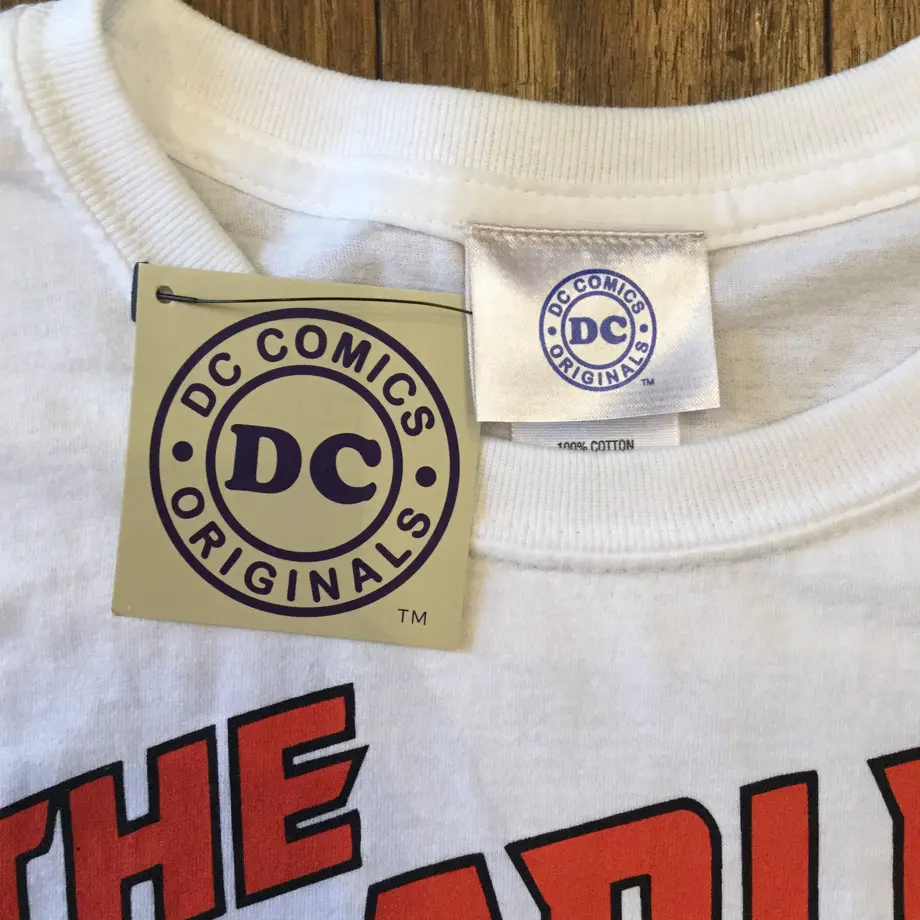 DC COMICS
DC
ORIGINALS
TM
DC COMICS
DC
ORIGINALS
TM
100% COTTON
THE